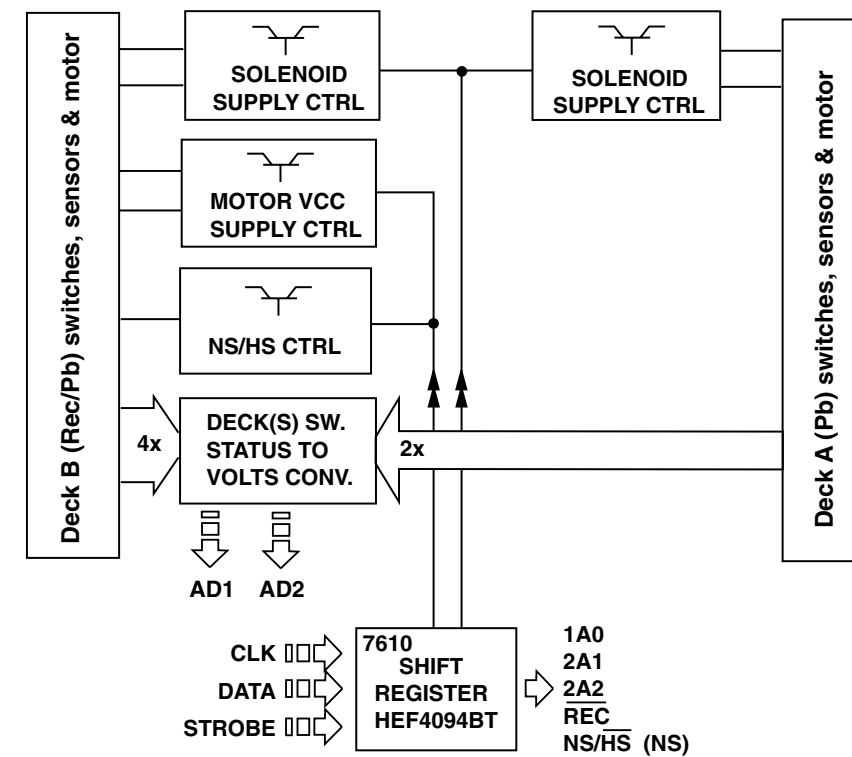 Deck B (Rec/Pb) switches, sensors & motor
SOLENOID
SUPPLY CTRL
SOLENOID
SUPPLY CTRL
Deck A (Pb) switches, sensors & motor
MOTOR VCC
SUPPLY CTRL
NS/HS CTRL
4x
DECK(S) SW.
STATUS TO
VOLTS CONV.
2x
AD1
AD2
CLK
DATA
STROBE
7610
SHIFT
REGISTER
HEF4094BT
1A0
2A1
2A2
R̅E̅C̅
NS/H̅S̅ (NS)